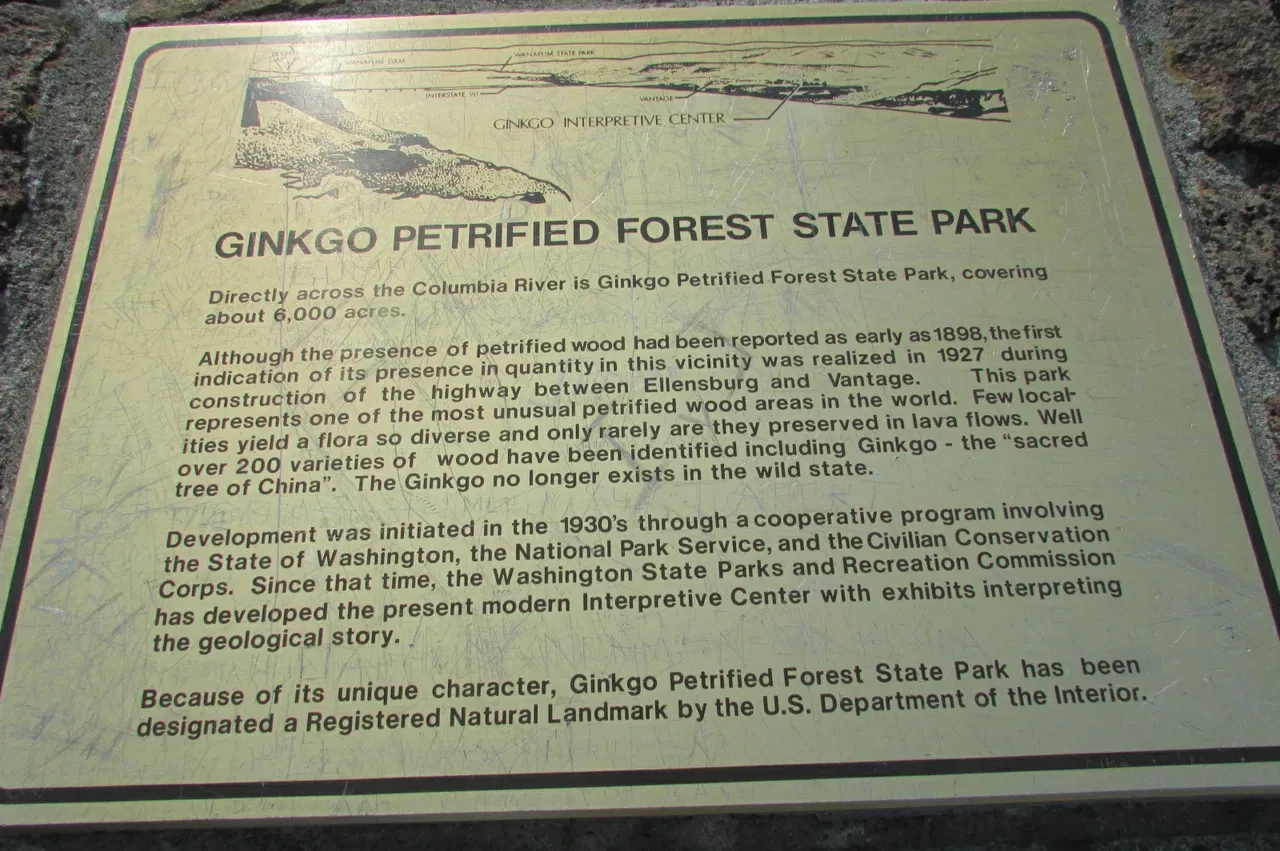 WANAPUM STATE PARK
WANAPUM DAM
INTERSTATE 90
VANTAGE
GINKGO INTERPRETIVE CENTER
GINKGO PETRIFIED FOREST STATE PARK
Directly across the Columbia River is Ginkgo Petrified Forest State Park, covering
about 6,000 acres.
Although the presence of petrified wood had been reported as early as 1898, the first
indication of its presence in quantity in this vicinity was realized in 1927 during
construction of the highway between Ellensburg and Vantage. This park
represents one of the most unusual petrified wood areas in the world. Few local-
ities yield a flora so diverse and only rarely are they preserved in lava flows. Well
over 200 varieties of wood have been identified including Ginkgo - the “sacred
tree of China”. The Ginkgo no longer exists in the wild state.
Development was initiated in the 1930's through a cooperative program involving
the State of Washington, the National Park Service, and the Civilian Conservation
Corps. Since that time, the Washington State Parks and Recreation Commission
has developed the present modern Interpretive Center with exhibits interpreting
the geological story.
Because of its unique character, Ginkgo Petrified Forest State Park has been
designated a Registered Natural Landmark by the U.S. Department of the Interior.